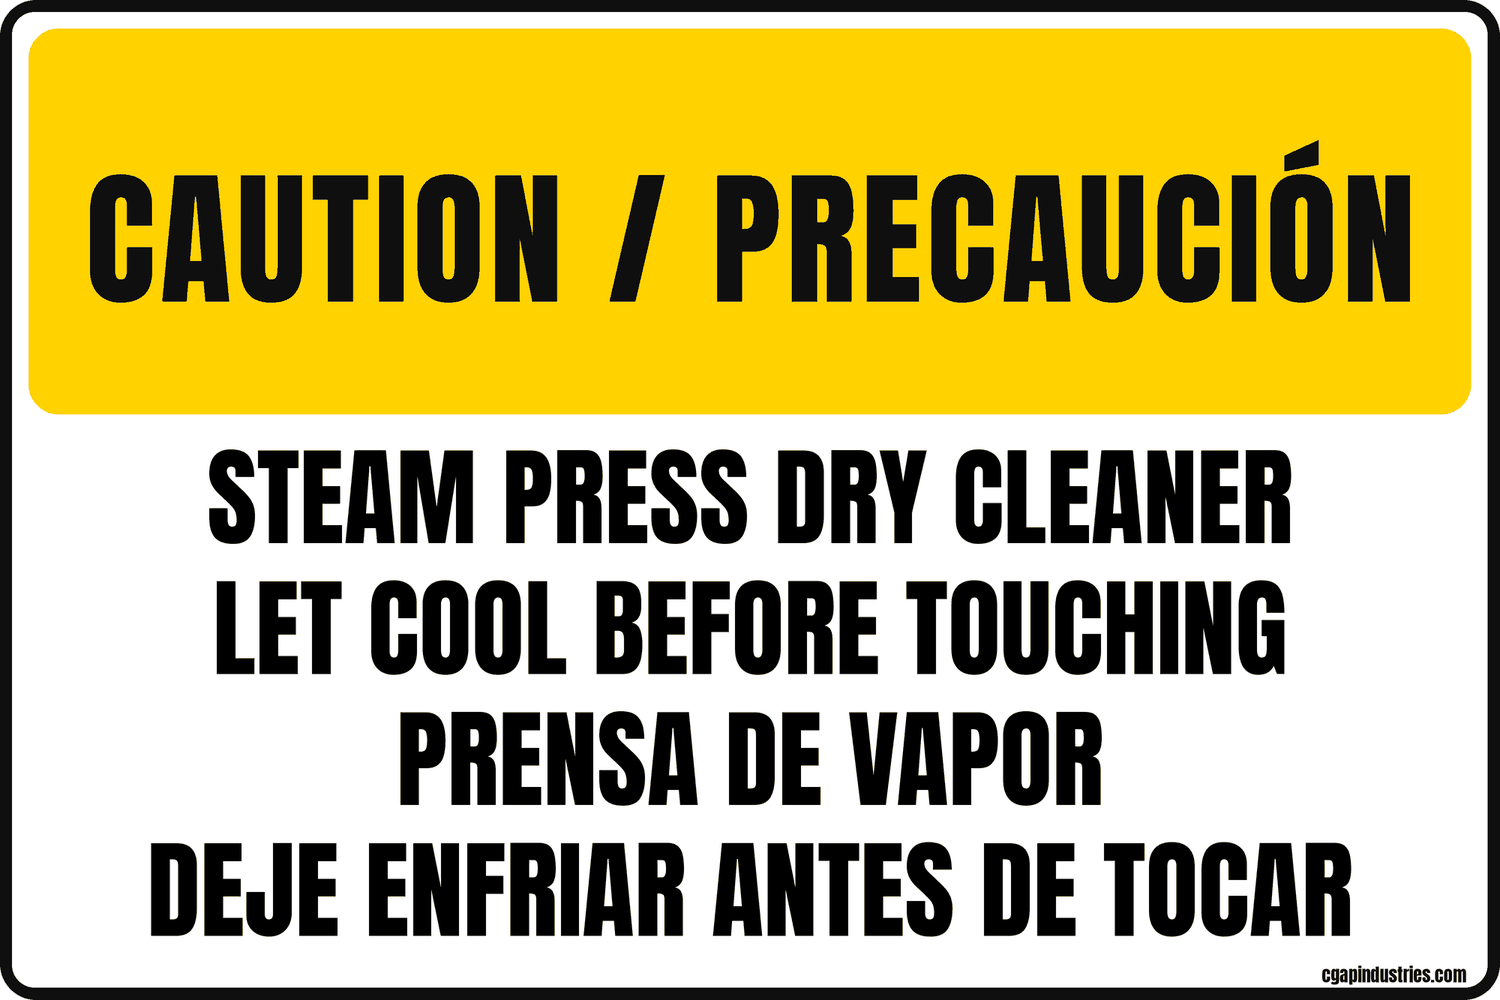 CAUTION / PRECAUCIÓN
STEAM PRESS DRY CLEANER
LET COOL BEFORE TOUCHING
PRENSA DE VAPOR
DEJE ENFRIAR ANTES DE TOCAR
cgapindustries.com